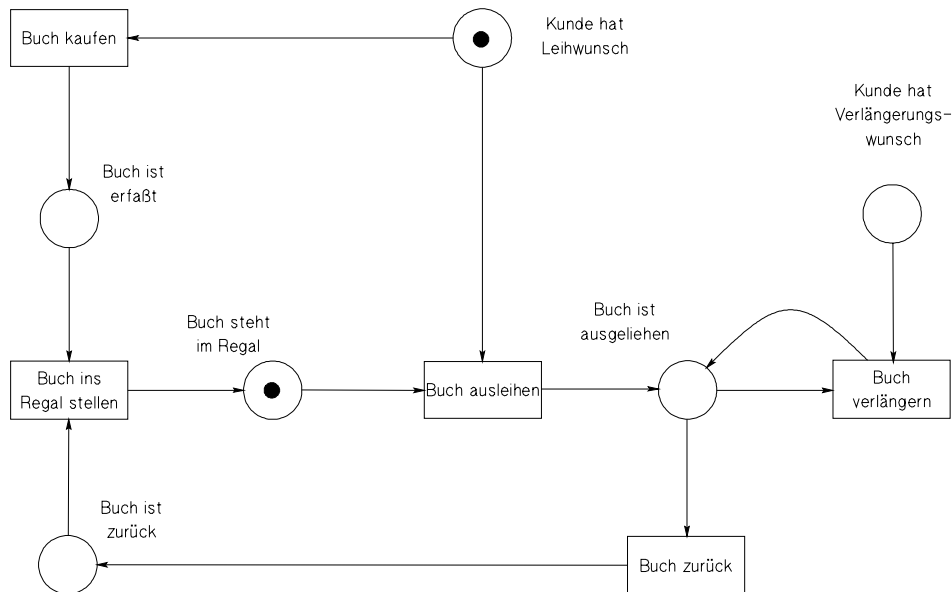 Buch kaufen
Kunde hat
Leihwunsch
Kunde hat
Verlängerungs-
wunsch
Buch ist
erfaßt
Buch steht
im Regal
Buch ist
ausgeliehen
Buch ins
Regal stellen
Buch ausleihen
Buch
verlängern
Buch ist
zurück
Buch zurück